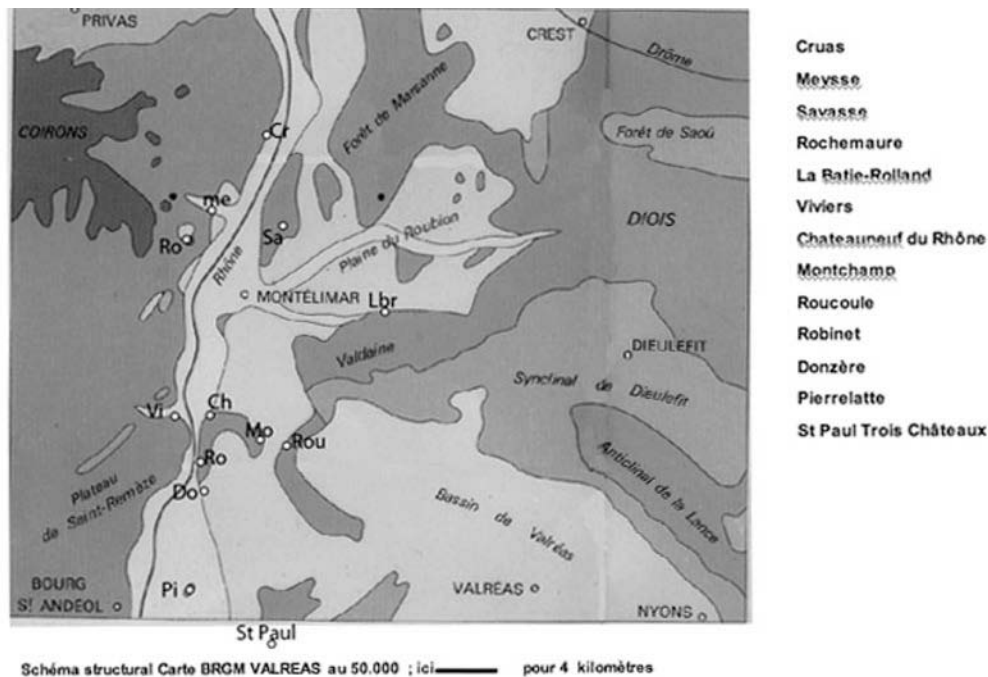 PRIVAS
CREST
Drôme
COIRONS
Cr
Forêt de Marsanne
Forêt de Saoû
me
Ro
Sa
Rhône
Plaine du Roubion
DIOIS
MONTÉLIMAR
Lbr
Valdaine
DIEULEFIT
Synclinal de Dieulefit
Vi
Ch
Mo
Rou
Ro
Do
Anticlinal de la Lance
Plateau
de Saint-Remèze
Bassin de Valréas
BOURG
St ANDÉOL
Pi
VALRÉAS
NYONS
St Paul
Cruas
Meysse
Savasse
Rochemaure
La Batie-Rolland
Viviers
Chateauneuf du Rhône
Montchamp
Roucoule
Robinet
Donzère
Pierrelatte
St Paul Trois Châteaux
Schéma structural Carte BRGM VALREAS au 50.000 ; ici pour 4 kilomètres